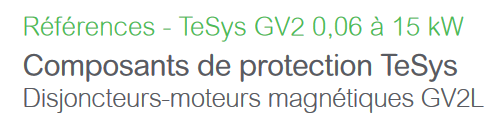 Références - TeSys GV2 0,06 à 15 kW
Composants de protection TeSys
Disjoncteurs-moteurs magnétiques GV2L